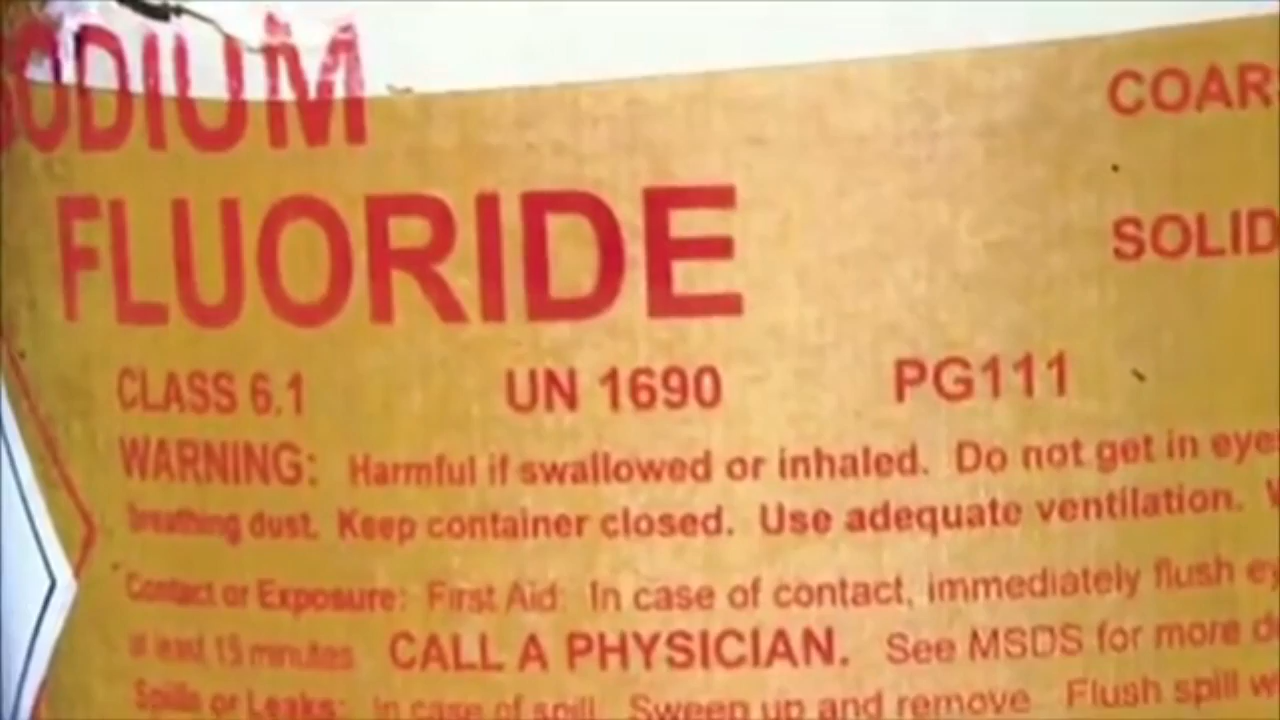 SODIUM
COAR
FLUORIDE
SOLID
CLASS 6.1 UN 1690 PG111
WARNING: Harmful if swallowed or inhaled. Do not get in eye
breathing dust. Keep container closed. Use adequate ventilation.
Contact or Exposure: First Aid: In case of contact, immediately flush ey
at least 15 minutes CALL A PHYSICIAN. See MSDS for more d
Spills or Leaks: In case of spill. Sweep up and remove Flush spill wi